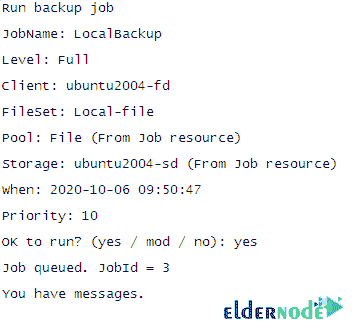 Run backup job
JobName: LocalBackup
Level: Full
Client: ubuntu2004-fd
FileSet: Local-file
Pool: File (From Job resource)
Storage: ubuntu2004-sd (From Job resource)
When: 2020-10-06 09:50:47
Priority: 10
OK to run? (yes / mod / no): yes
Job queued. JobId = 3
You have messages.
eldernode